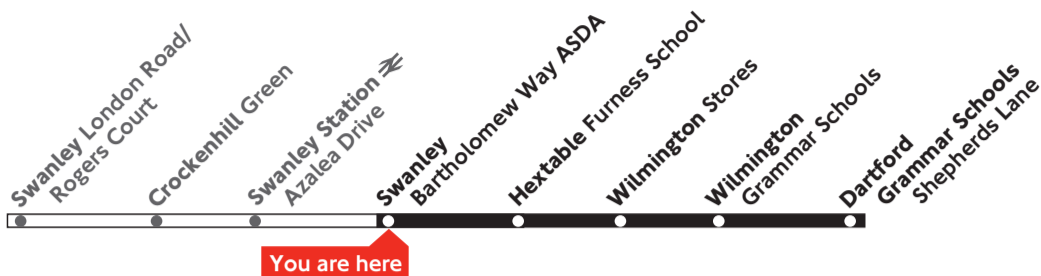 Swanley London Road/
Rogers Court
Crockenhill Green
Swanley Station
Azalea Drive
Swanley
Bartholomew Way ASDA
Hextable Furness School
Wilmington Stores
Wilmington
Grammar Schools
Dartford
Grammar Schools
Shepherds Lane
You are here